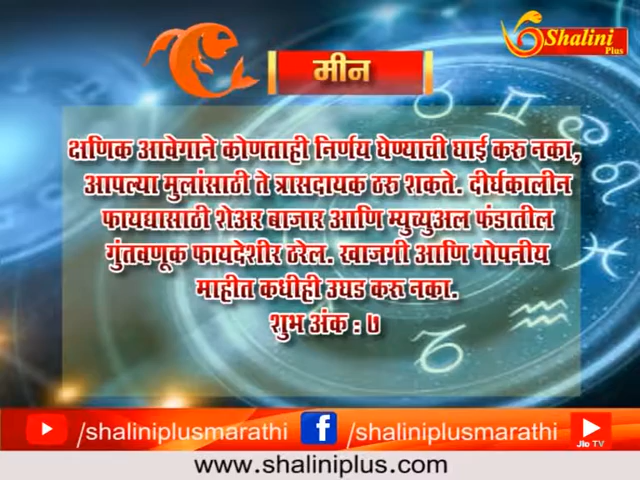 Shalini
Plus
मीन
क्षणिक आवेगाने कोणताही निर्णय घेण्याची घाई करू नका,
आपल्या मुलांसाठी ते त्रासदायक ठरू शकते. दीर्घकालीन
फायद्यासाठी शेअर बाजार आणि म्युच्युअल फंडातील
गुंतवणूक फायदेशीर ठरेल. खाजगी आणि गोपनीय
माहीत कधीही उघड करू नका.
शुभ अंक : ७
/shaliniplusmarathi
/shaliniplusmarathi
Jio TV
www.shaliniplus.com